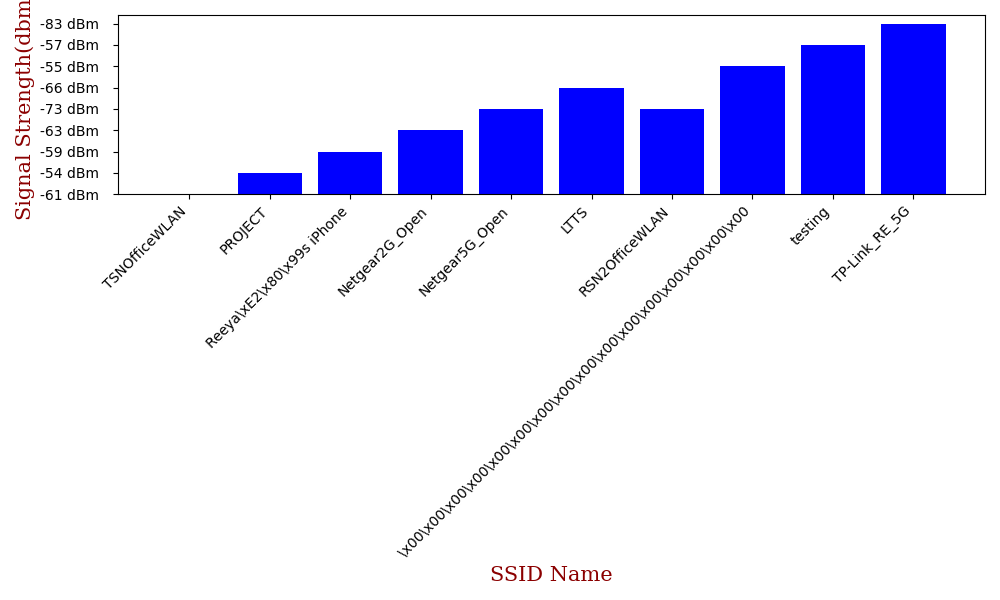 Signal Strength(dbm
-83 dBm
-57 dBm
-55 dBm
-66 dBm
-73 dBm
-63 dBm
-59 dBm
-54 dBm
-61 dBm
TSNOfficeWLAN
PROJECT
Reeya\xE2\x80\x99s iPhone
Netgear2G_Open
Netgear5G_Open
LTTS
RSN2OfficeWLAN
\x00\x00\x00\x00\x00\x00\x00\x00\x00\x00\x00\x00\x00\x00\x00\x00
testing
TP-Link_RE_5G
SSID Name